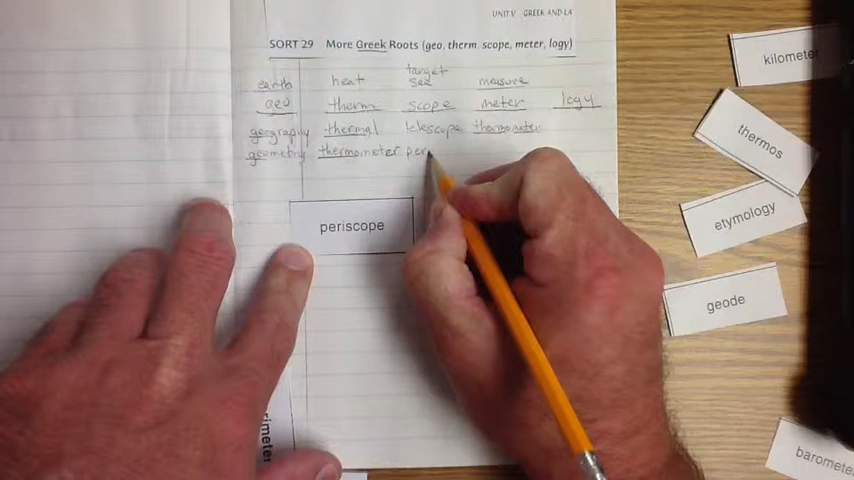 UNIT V GREEK AND LA
SORT 29 More Greek Roots (geo, therm, scope, meter, logy)
target
earth heat see measure
geo therm scope meter logy
geography thermal telescope thermometer
geometry thermometer per
periscope
kilometer
thermos
etymology
geode
barometer
rimeter